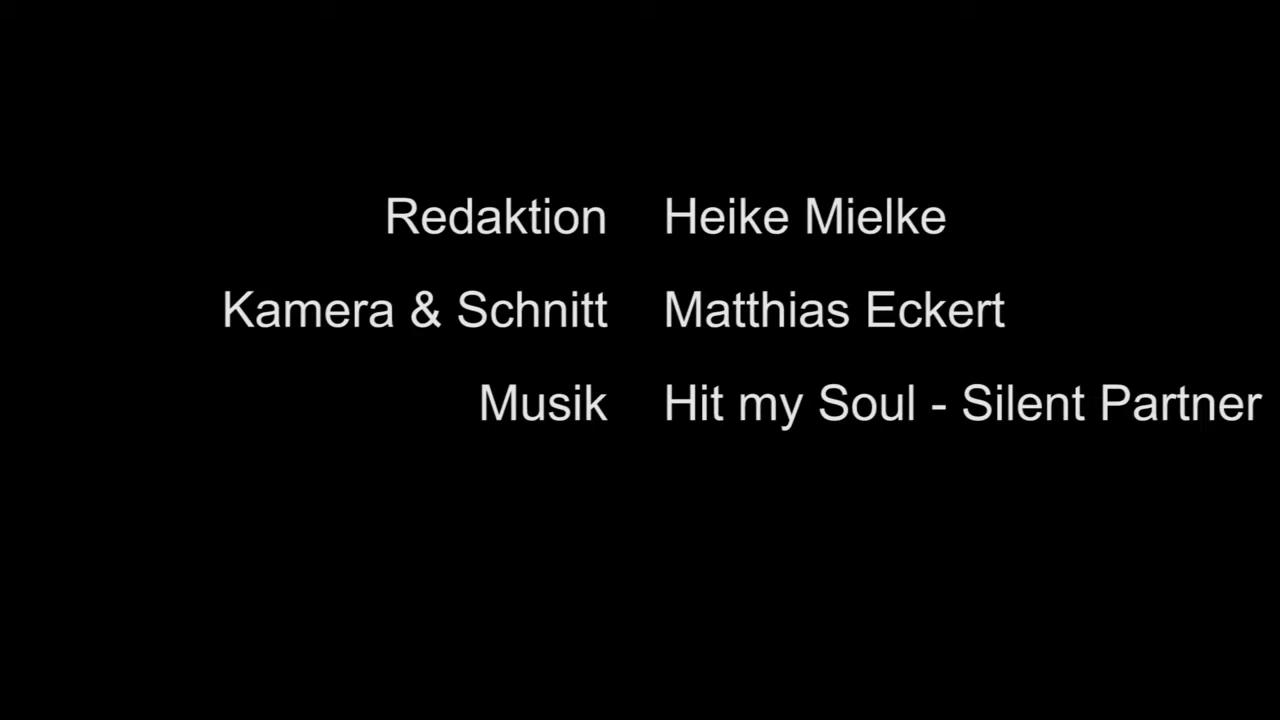 Redaktion Heike Mielke
Kamera & Schnitt Matthias Eckert
Musik Hit my Soul - Silent Partner